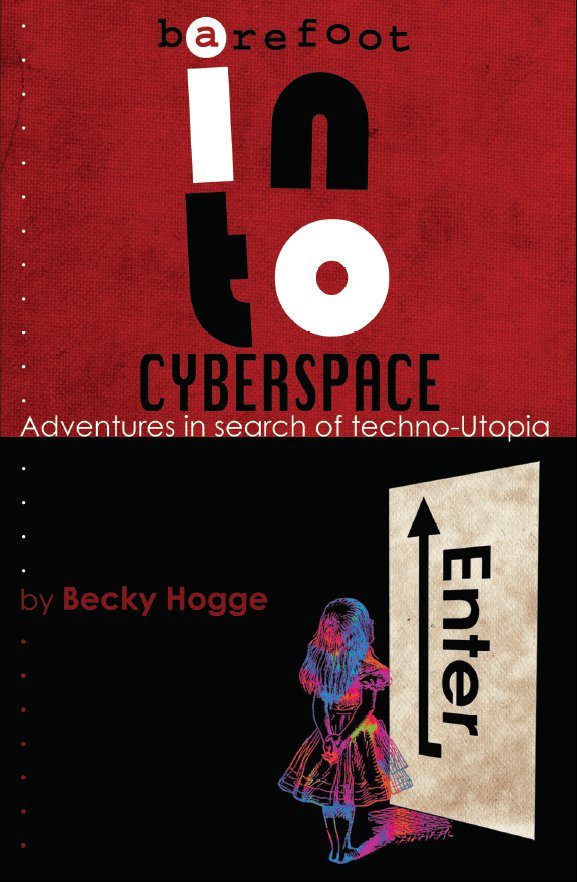 barefoot
in
to
CYBERSPACE
Adventures in search of techno-Utopia
by Becky Hogge
Enter